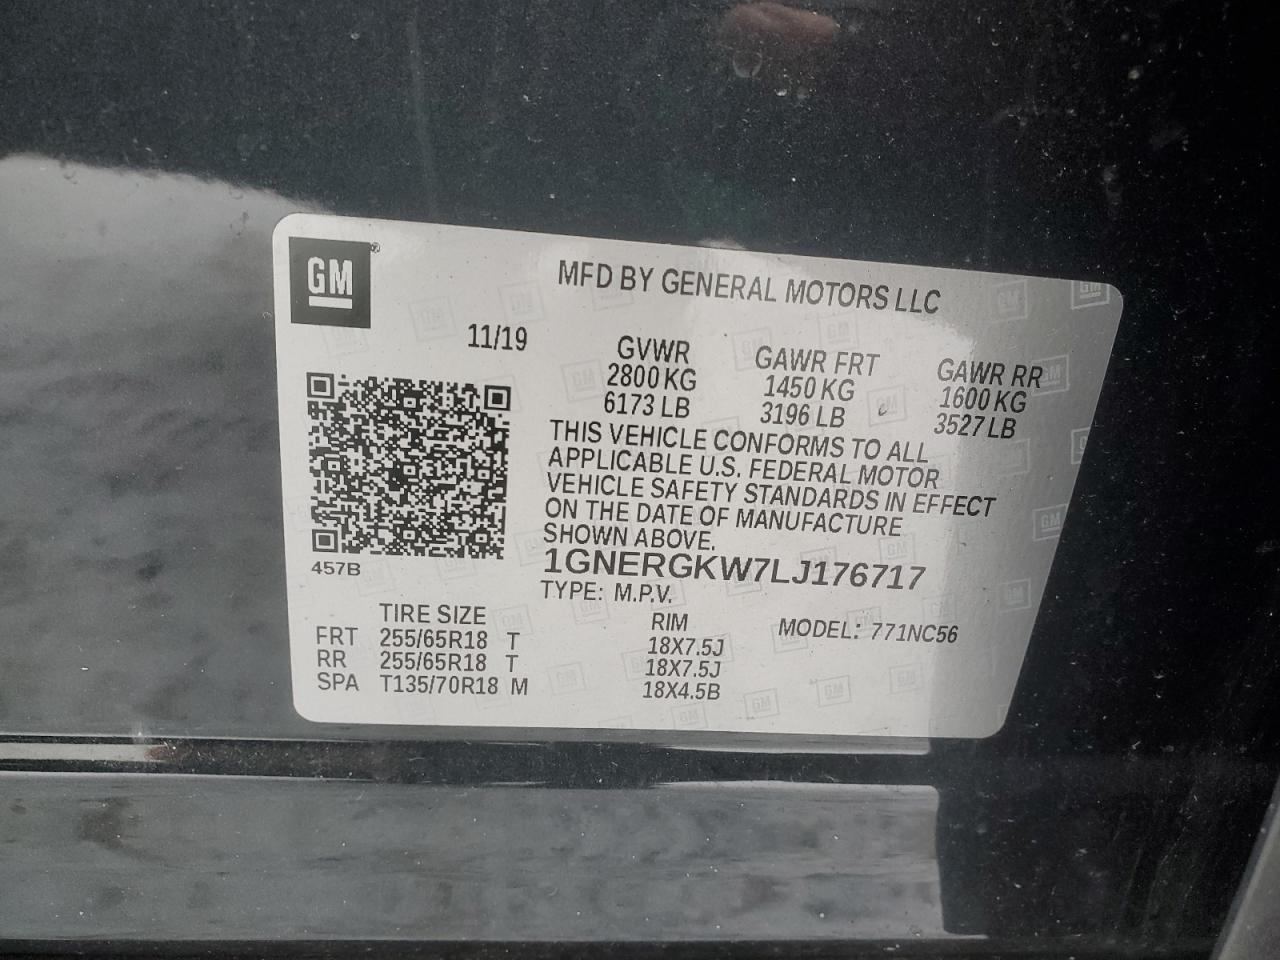 GM®
MFD BY GENERAL MOTORS LLC
11/19
GVWR GAWR FRT GAWR RR
2800 KG 1450 KG 1600 KG
6173 LB 3196 LB 3527 LB
THIS VEHICLE CONFORMS TO ALL
APPLICABLE U.S. FEDERAL MOTOR
VEHICLE SAFETY STANDARDS IN EFFECT
ON THE DATE OF MANUFACTURE
SHOWN ABOVE.
457B
1GNERGKW7LJ176717
TYPE: M.P.V.
TIRE SIZE RIM MODEL: 771NC56
FRT 255/65R18 T 18X7.5J
RR 255/65R18 T 18X7.5J
SPA T135/70R18 M 18X4.5B